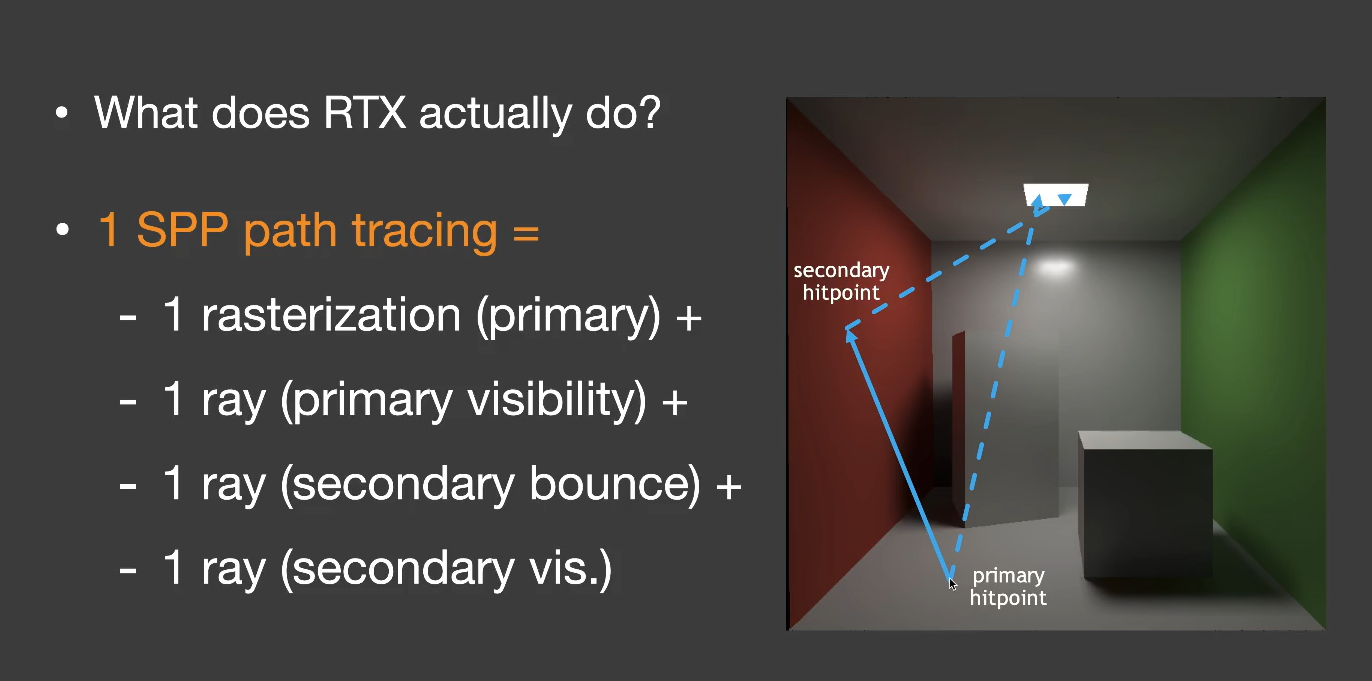 • What does RTX actually do?
• 1 SPP path tracing =
- 1 rasterization (primary) +
- 1 ray (primary visibility) +
- 1 ray (secondary bounce) +
- 1 ray (secondary vis.)
secondary
hitpoint
primary
hitpoint